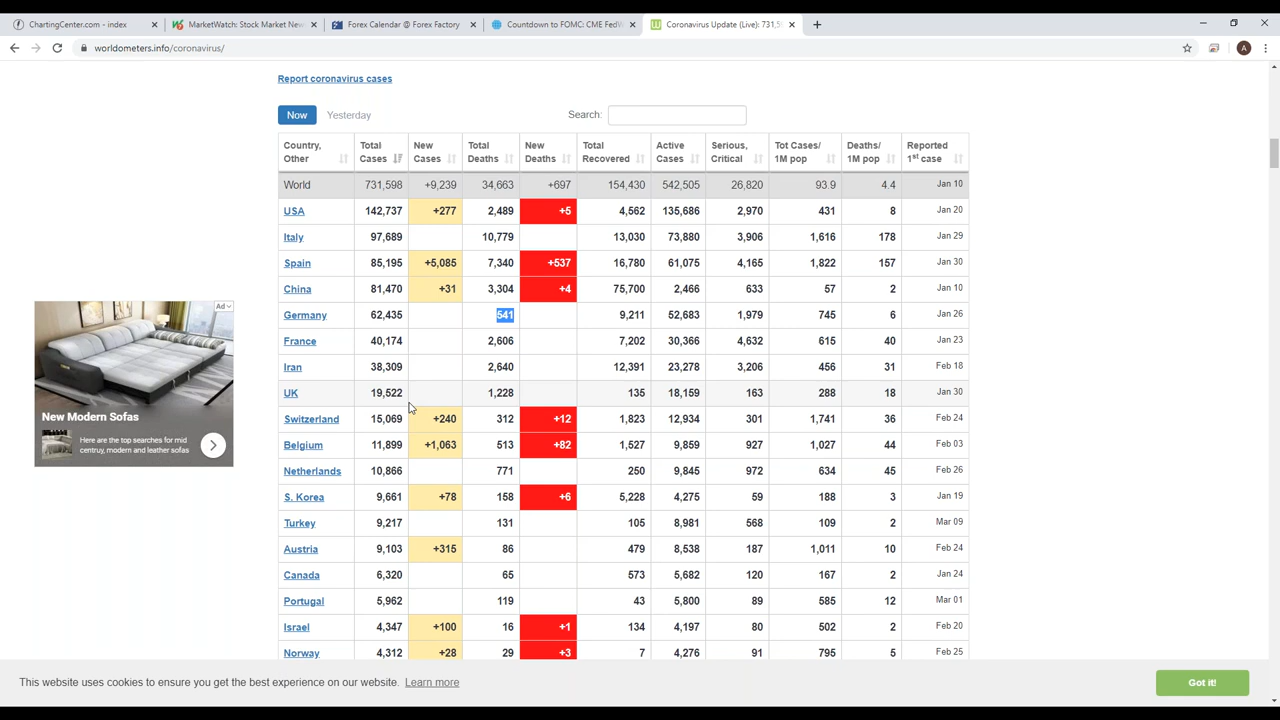 ChartingCenter.com - index
MarketWatch: Stock Market New
Forex Calendar @ Forex Factory
Countdown to FOMC: CME FedW
Coronavirus Update (Live): 731,59
worldometers.info/coronavirus/
A
Report coronavirus cases
Now Yesterday Search:
Country, Other Total Cases New Cases Total Deaths New Deaths Total Recovered Active Cases Serious, Critical Tot Cases/ 1M pop Deaths/ 1M pop Reported 1st case
World 731,598 +9,239 34,663 +697 154,430 542,505 26,820 93.9 4.4 Jan 10
USA 142,737 +277 2,489 +5 4,562 135,686 2,970 431 8 Jan 20
Italy 97,689 10,779 13,030 73,880 3,906 1,616 178 Jan 29
Spain 85,195 +5,085 7,340 +537 16,780 61,075 4,165 1,822 157 Jan 30
China 81,470 +31 3,304 +4 75,700 2,466 633 57 2 Jan 10
Germany 62,435 541 9,211 52,683 1,979 745 6 Jan 26
France 40,174 2,606 7,202 30,366 4,632 615 40 Jan 23
Iran 38,309 2,640 12,391 23,278 3,206 456 31 Feb 18
UK 19,522 1,228 135 18,159 163 288 18 Jan 30
Switzerland 15,069 +240 312 +12 1,823 12,934 301 1,741 36 Feb 24
Belgium 11,899 +1,063 513 +82 1,527 9,859 927 1,027 44 Feb 03
Netherlands 10,866 771 250 9,845 972 634 45 Feb 26
S. Korea 9,661 +78 158 +6 5,228 4,275 59 188 3 Jan 19
Turkey 9,217 131 105 8,981 568 109 2 Mar 09
Austria 9,103 +315 86 479 8,538 187 1,011 10 Feb 24
Canada 6,320 65 573 5,682 120 167 2 Jan 24
Portugal 5,962 119 43 5,800 89 585 12 Mar 01
Israel 4,347 +100 16 +1 134 4,197 80 502 2 Feb 20
Norway 4,312 +28 29 +3 7 4,276 91 795 5 Feb 25
Ad
New Modern Sofas
Here are the top searches for mid
centruy, modern and leather sofas
This website uses cookies to ensure you get the best experience on our website. Learn more
Got it!